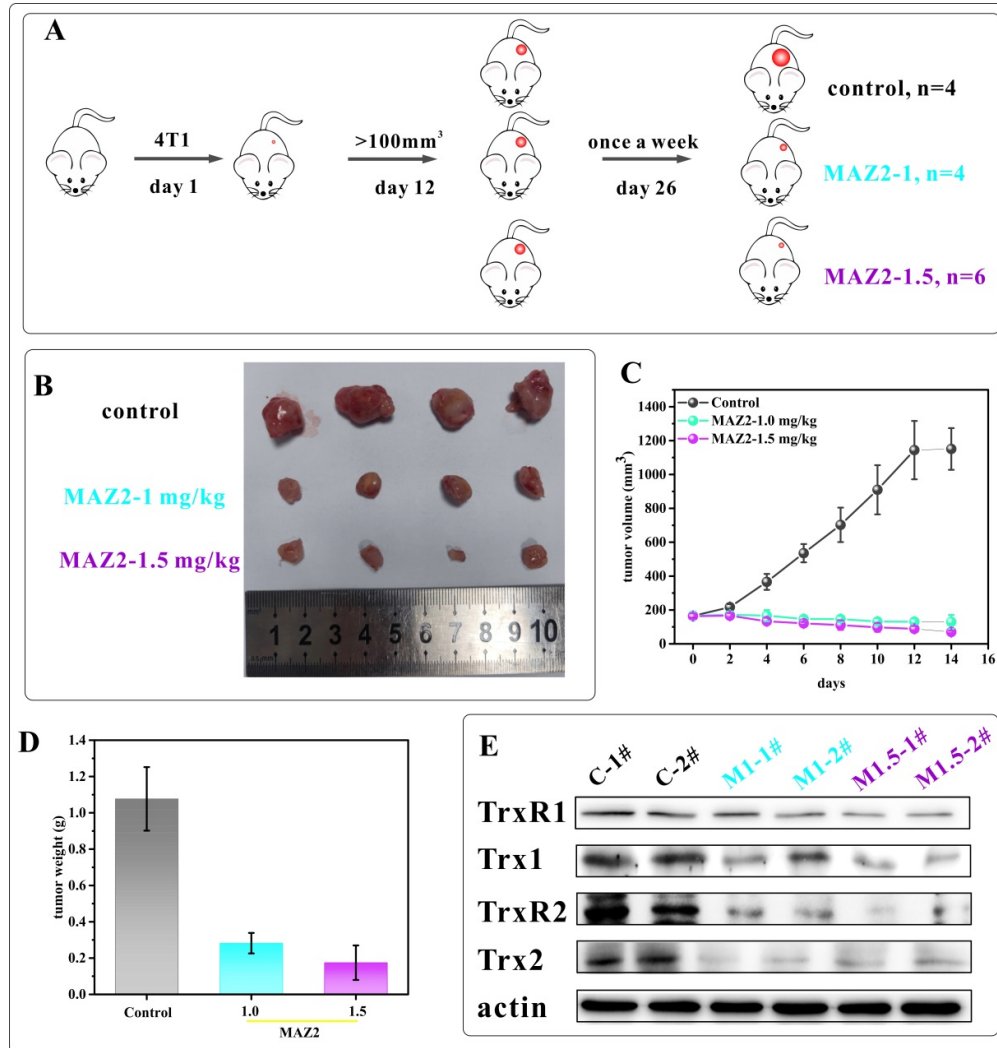 A
4T1
day 1
>100mm³
day 12
once a week
day 26
control, n=4
MAZ2-1, n=4
MAZ2-1.5, n=6
B
control
MAZ2-1 mg/kg
MAZ2-1.5 mg/kg
1 2 3 4 5 6 7 8 9 10
C
Control
MAZ2-1.0 mg/kg
MAZ2-1.5 mg/kg
tumor volume (mm³)
1400
1200
1000
800
600
400
200
0
0 2 4 6 8 10 12 14 16
days
D
tumor weight (g)
1.4
1.2
1.0
0.8
0.6
0.4
0.2
0.0
Control 1.0 1.5
MAZ2
E
C-1# C-2# M1-1# M1-2# M1.5-1# M1.5-2#
TrxR1
Trx1
TrxR2
Trx2
actin